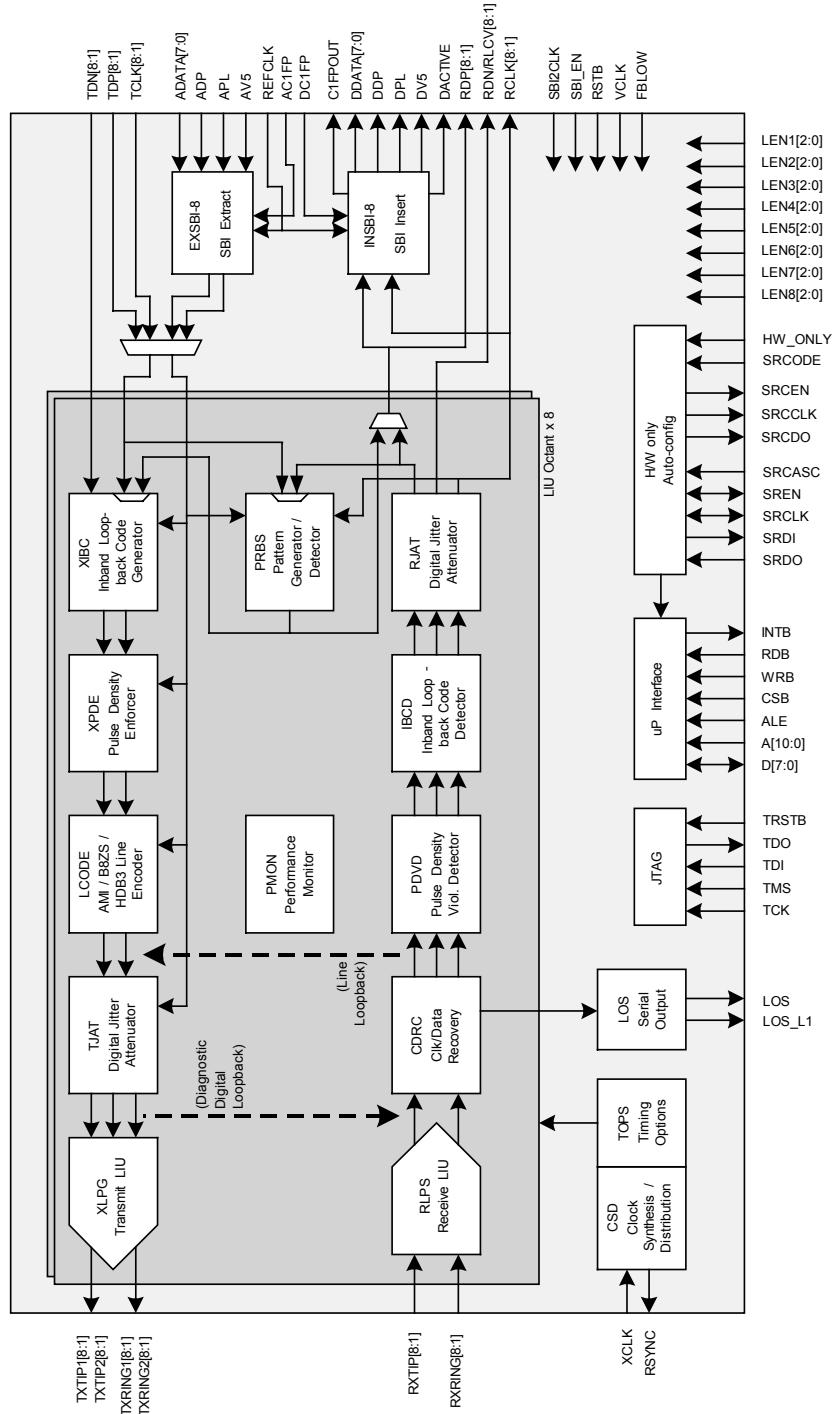 TDN[8:1]
TDP[8:1]
TCLK[8:1]
ADATA[7:0]
ADP
APL
AV5
REFCLK
AC1FP
DC1FP
C1FPOUT
DDATA[7:0]
DDP
DPL
DV5
DACTIVE
RDP[8:1]
RDN/RLCV[8:1]
RCLK[8:1]
SBI2CLK
SBI_EN
RSTB
VCLK
FBLOW
EXSBI-8
SBI Extract
INSBI-8
SBI Insert
LEN1[2:0]
LEN2[2:0]
LEN3[2:0]
LEN4[2:0]
LEN5[2:0]
LEN6[2:0]
LEN7[2:0]
LEN8[2:0]
LIU Octant x 8
XIBC
Inband Loop-
back Code
Generator
PRBS
Pattern
Generator /
Detector
RJAT
Digital Jitter
Attenuator
H/W only
Auto-config
HW_ONLY
SRCODE
SRCEN
SRCCLK
SRCDO
SRCASC
SREN
SRCLK
SRDI
SRDO
XPDE
Pulse Density
Enforcer
IBCD
Inband Loop -
back Code
Detector
uP Interface
INTB
RDB
WRB
CSB
ALE
A[10:0]
D[7:0]
LCODE
AMI / B8ZS /
HDB3 Line
Encoder
PMON
Performance
Monitor
PDVD
Pulse Density
Viol. Detector
JTAG
TRSTB
TDO
TDI
TMS
TCK
(Line
Loopback)
TJAT
Digital Jitter
Attenuator
CDRC
Clk/Data
Recovery
LOS
Serial
Output
LOS
LOS_L1
(Diagnostic
Digital
Loopback)
XLPG
Transmit LIU
RLPS
Receive LIU
TOPS
Timing
Options
CSD
Clock
Synthesis /
Distribution
TXTIP1[8:1]
TXTIP2[8:1]
TXRING1[8:1]
TXRING2[8:1]
RXTIP[8:1]
RXRING[8:1]
XCLK
RSYNC